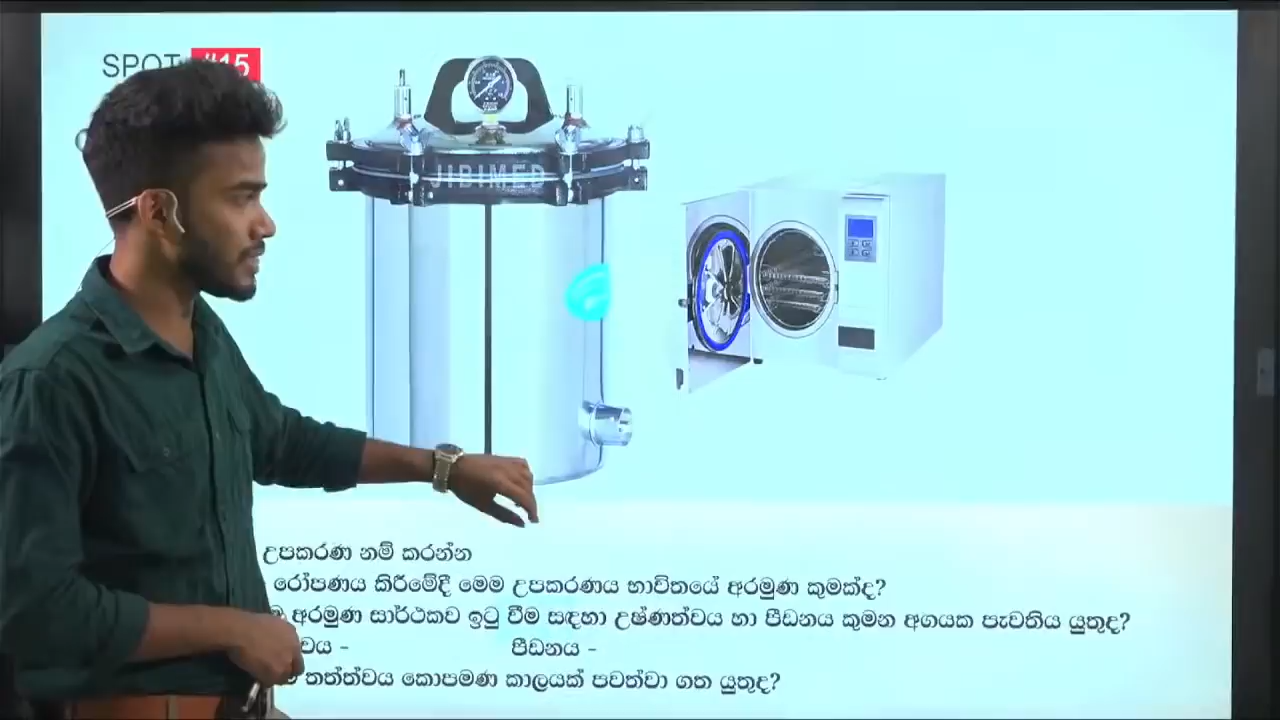 SPOT #15
JIBIMED
උපකරණ නම් කරන්න
රෝපණය කිරීමේදී මෙම උපකරණය භාවිතයේ අරමුණ කුමක්ද?
අරමුණ සාර්ථකව ඉටු වීම සඳහා උෂ්ණත්වය හා පීඩනය කුමන අගයක පැවතිය යුතුද?
වය - පීඩනය -
තත්ත්වය කොපමණ කාලයක් පවත්වා ගත යුතුද?